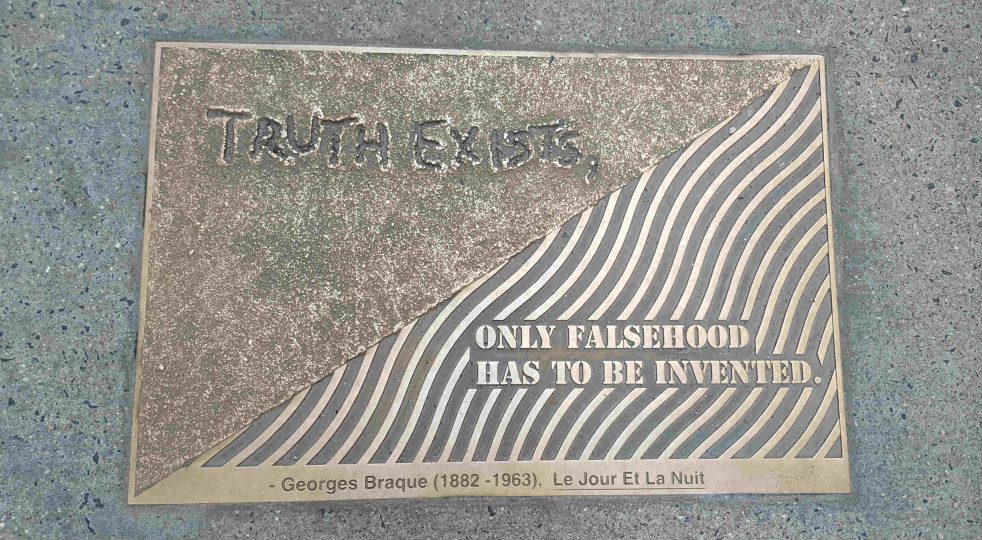 TRUTH EXISTS,
ONLY FALSEHOOD
HAS TO BE INVENTED.
- Georges Braque (1882 -1963), Le Jour Et La Nuit